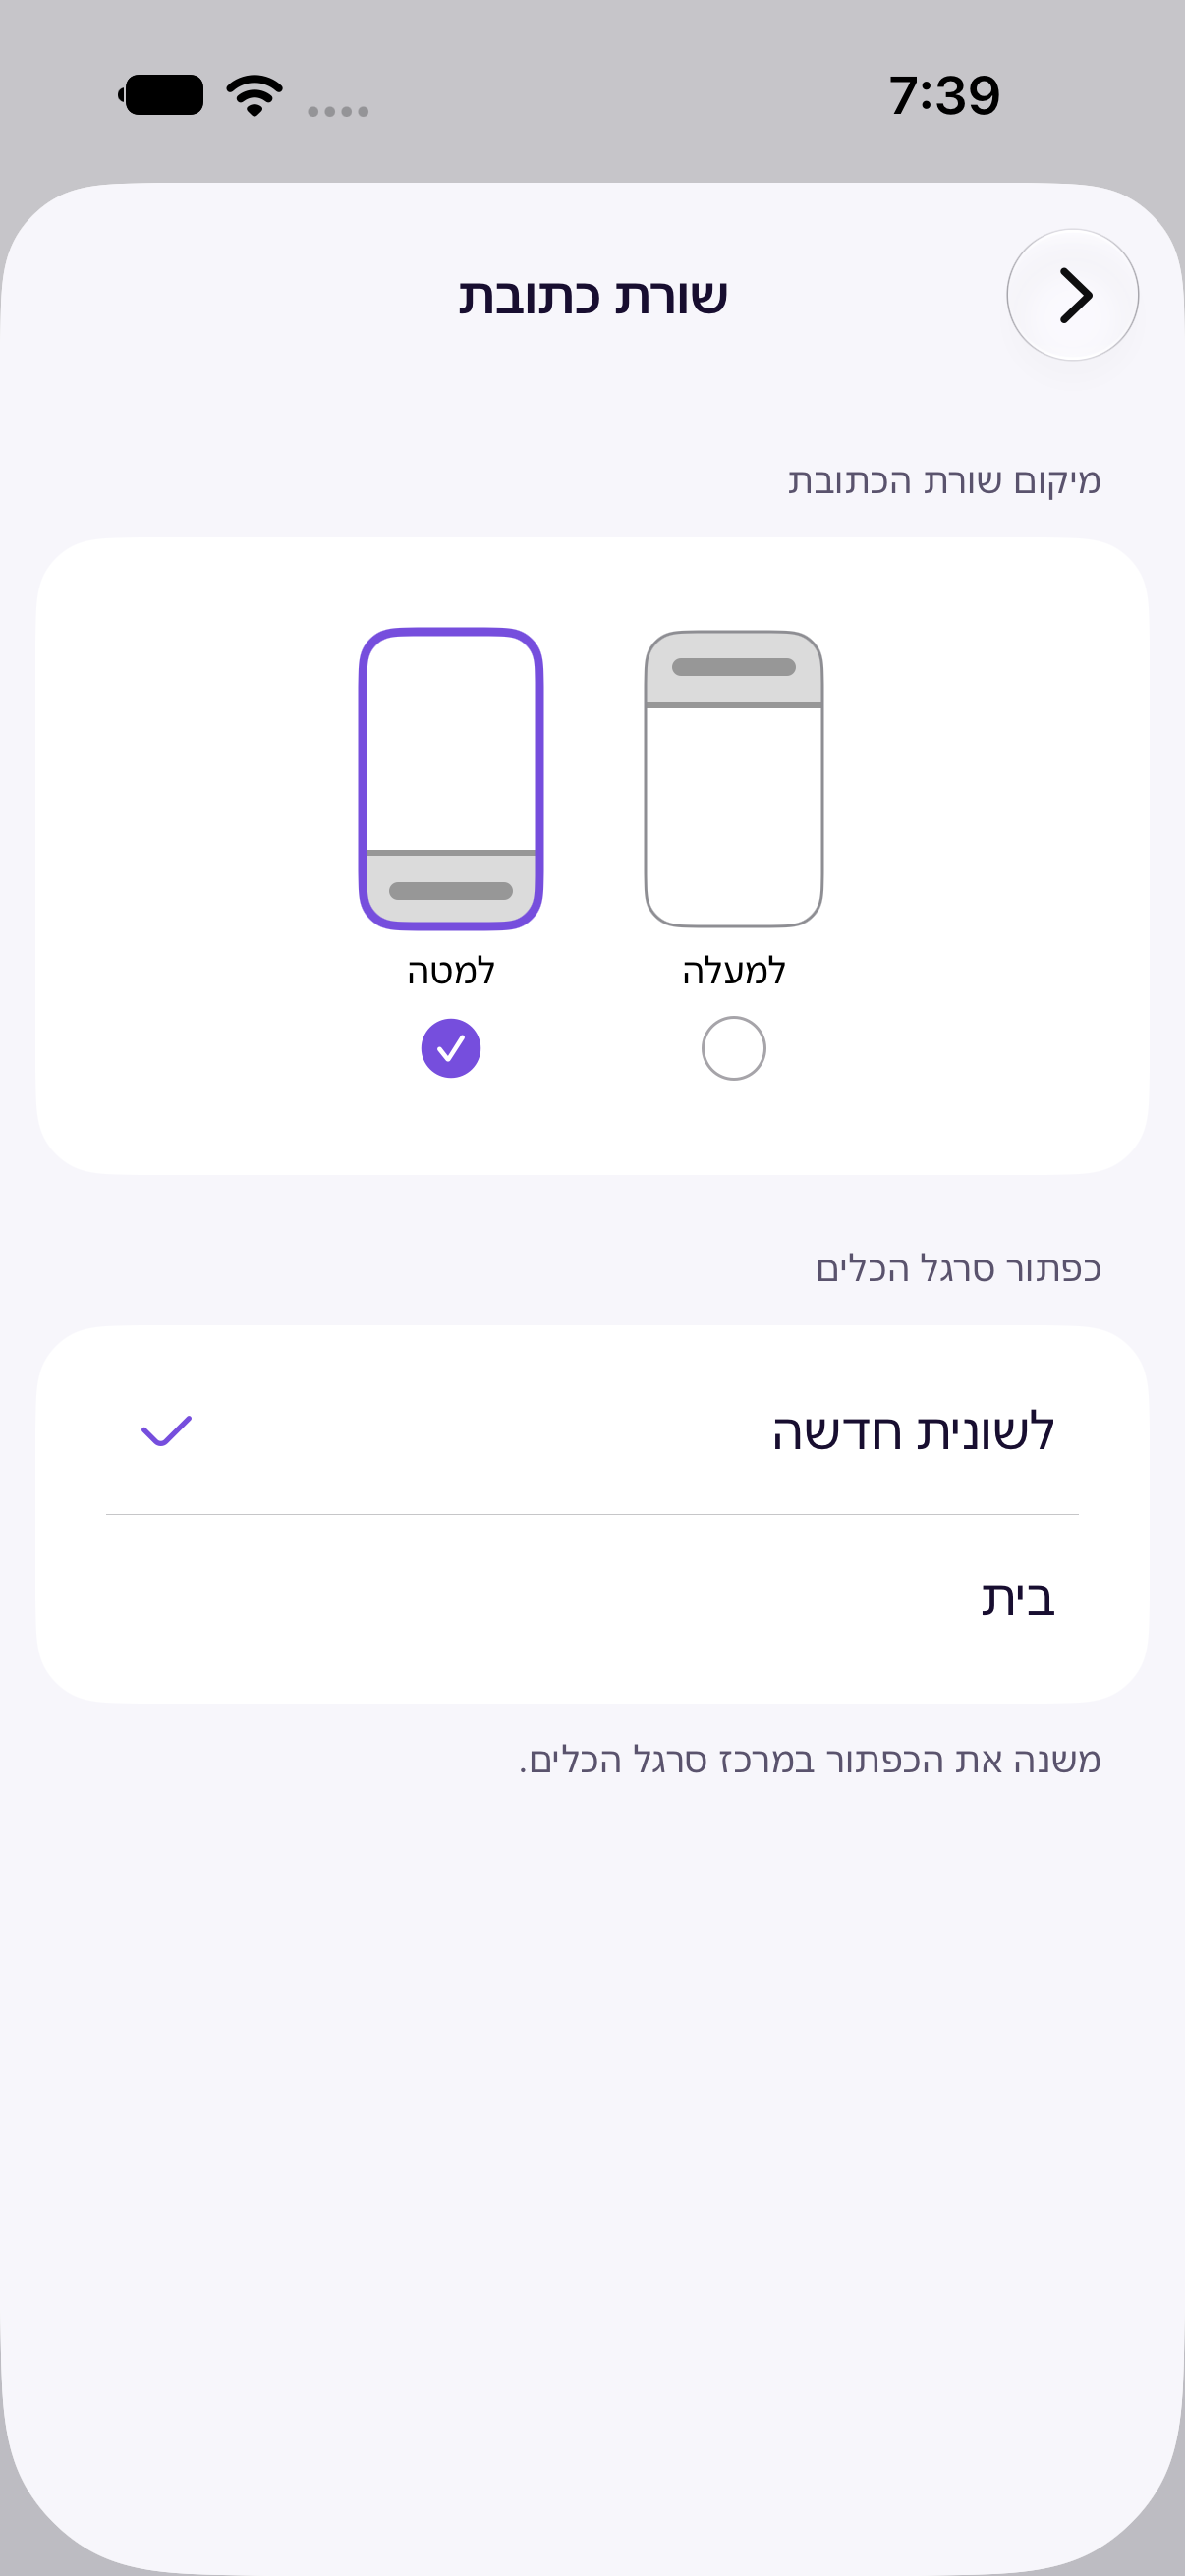 7:39
שורת כתובת
מיקום שורת הכתובת
למעלה
למטה
כפתור סרגל הכלים
לשונית חדשה
בית
משנה את הכפתור במרכז סרגל הכלים.